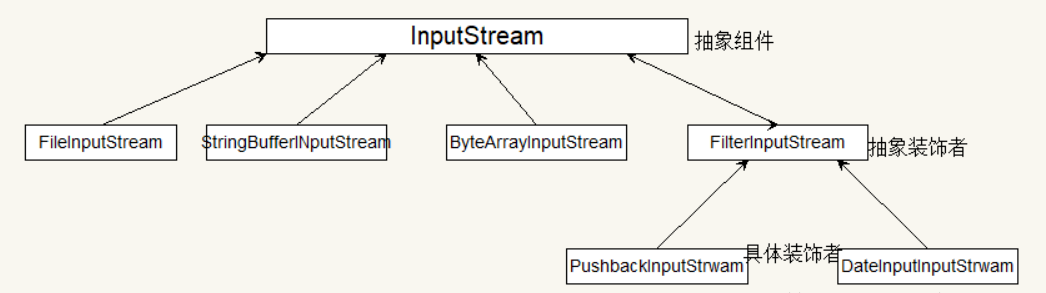 InputStream
抽象组件
FileInputStream
StringBufferINputStream
ByteArrayInputStream
FilterInputStream
抽象装饰者
具体装饰者
PushbackInputStrwam
DateInputInputStrwam